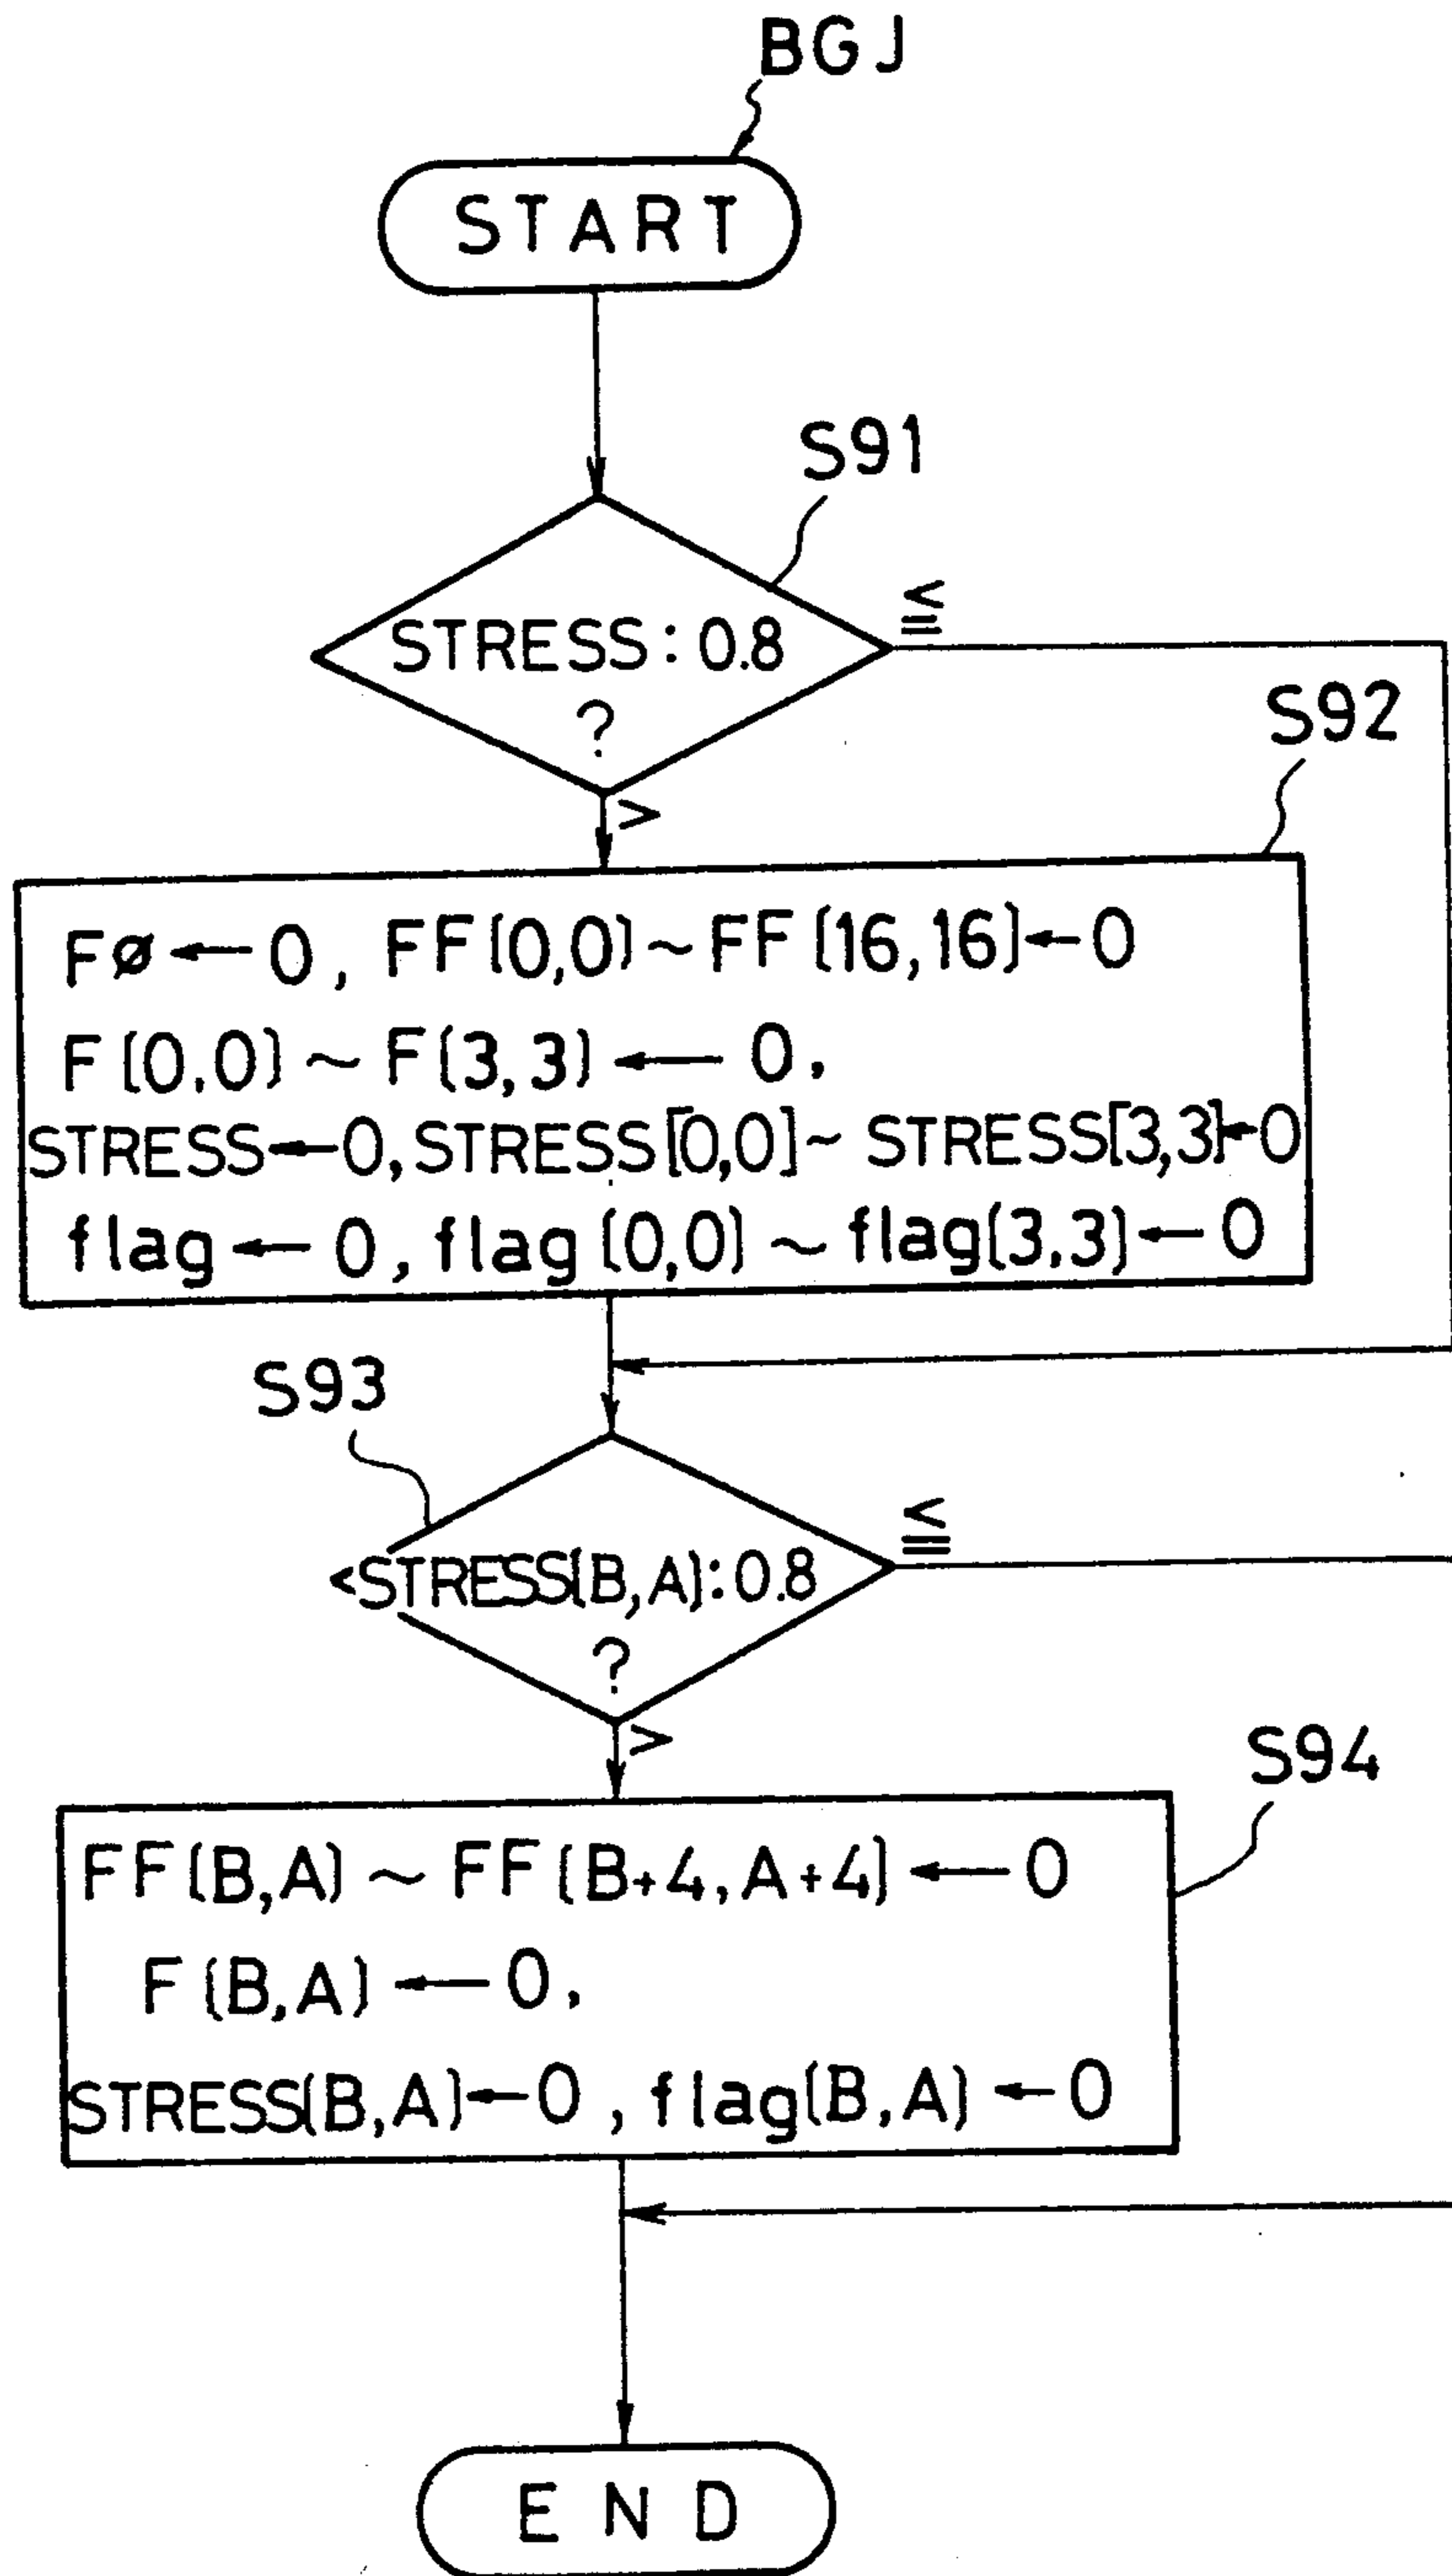 BGJ
START
S91
STRESS : 0.8
?
≦
>
S92
Fø ← 0, FF(0,0) ~ FF(16,16) ← 0
F(0,0) ~ F(3,3) ← 0,
STRESS ← 0, STRESS[0,0] ~ STRESS[3,3] ← 0
flag ← 0, flag(0,0) ~ flag(3,3) ← 0
S93
<STRESS(B,A) : 0.8
?
≦
>
S94
FF(B,A) ~ FF(B+4,A+4) ← 0
F(B,A) ← 0,
STRESS(B,A) ← 0, flag(B,A) ← 0
END